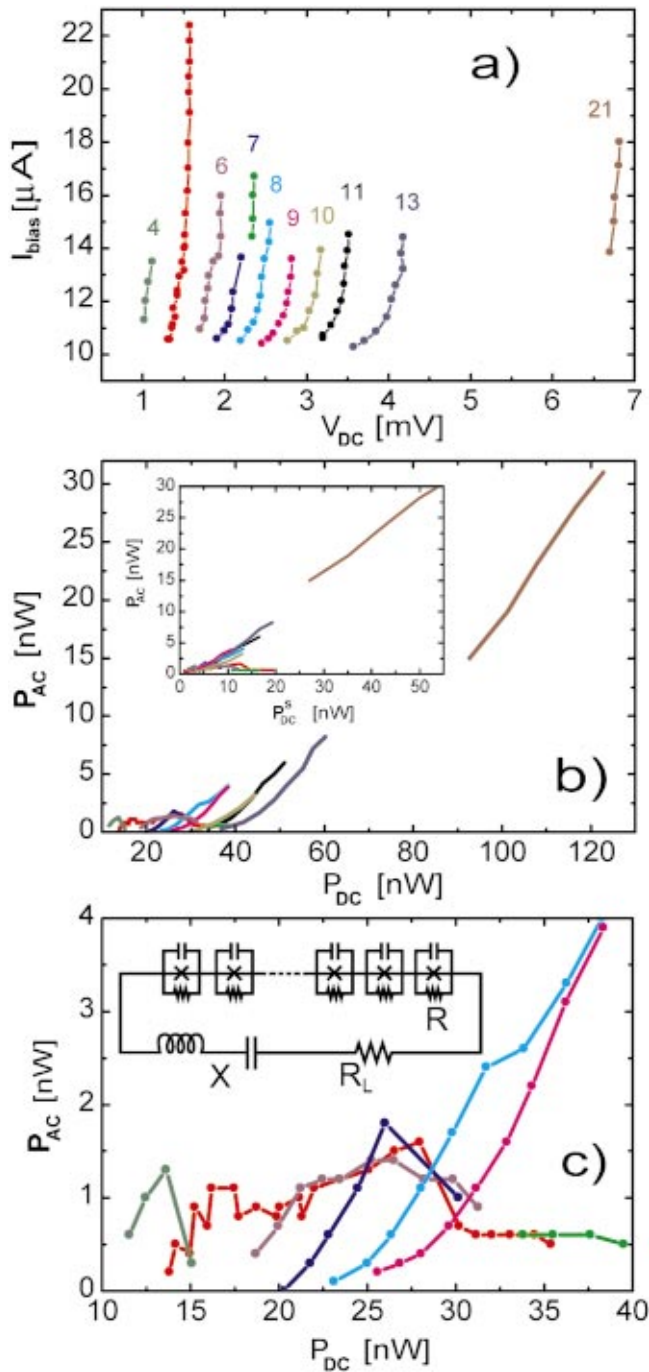 a)
22
20
18
16
14
12
10
I_bias [μA]
4
6
7
8
9
10
11
13
21
1 2 3 4 5 6 7
V_DC [mV]
b)
30
25
20
15
10
5
0
P_AC [nW]
30
25
20
15
10
5
0
P_AC [nW]
0 10 20 30 40 50
P^S_DC [nW]
20 40 60 80 100 120
P_DC [nW]
4
3
2
1
0
P_AC [nW]
R
X
R_L
c)
10 15 20 25 30 35 40
P_DC [nW]